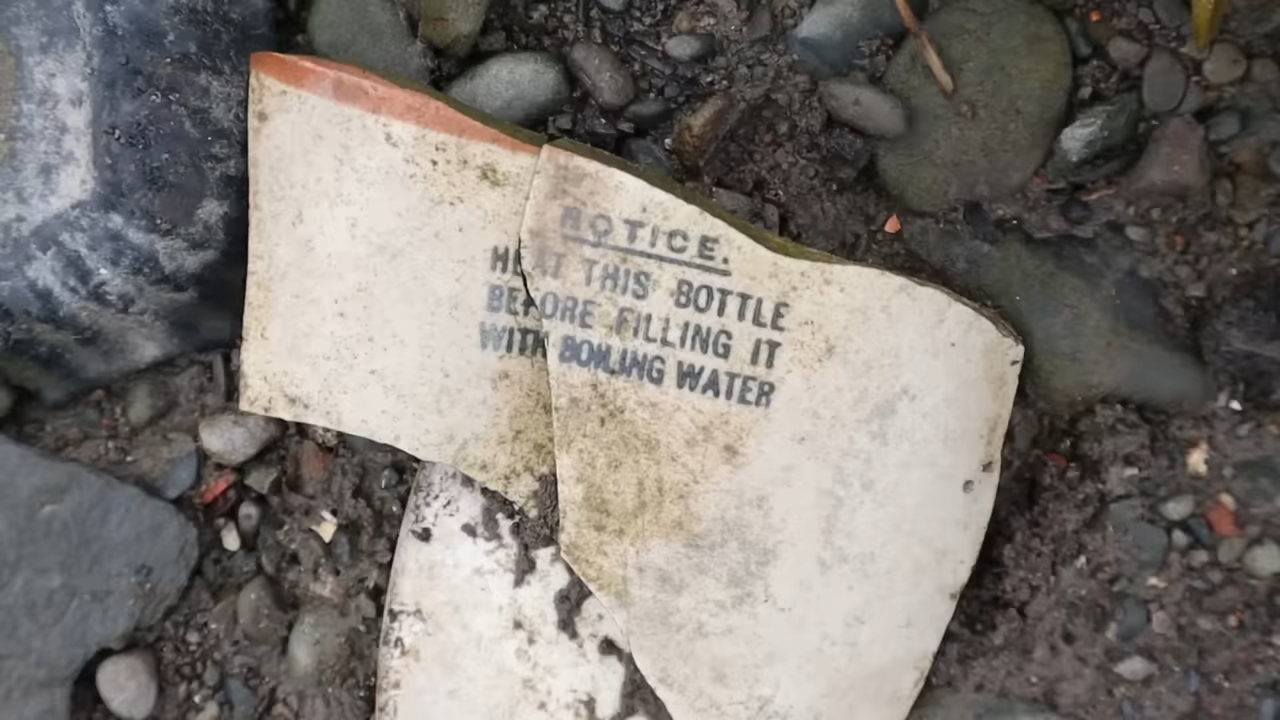 NOTICE.
HEAT THIS BOTTLE
BEFORE FILLING IT
WITH BOILING WATER